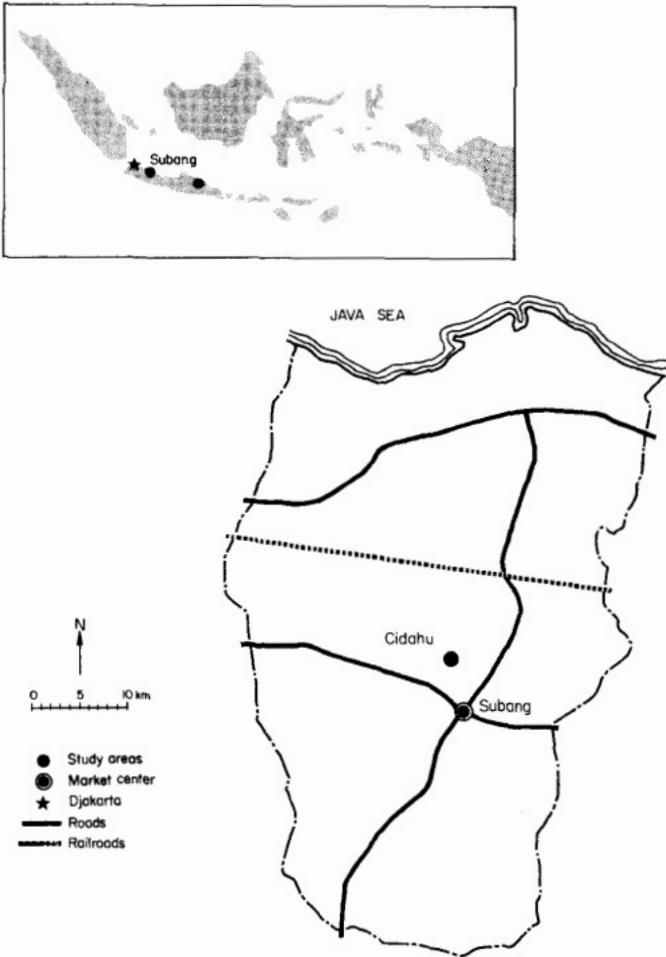 Subang
JAVA SEA
Cidahu
Subang
N
0 5 10 km.
Study areas
Market center
Djakarta
Roads
Railroads